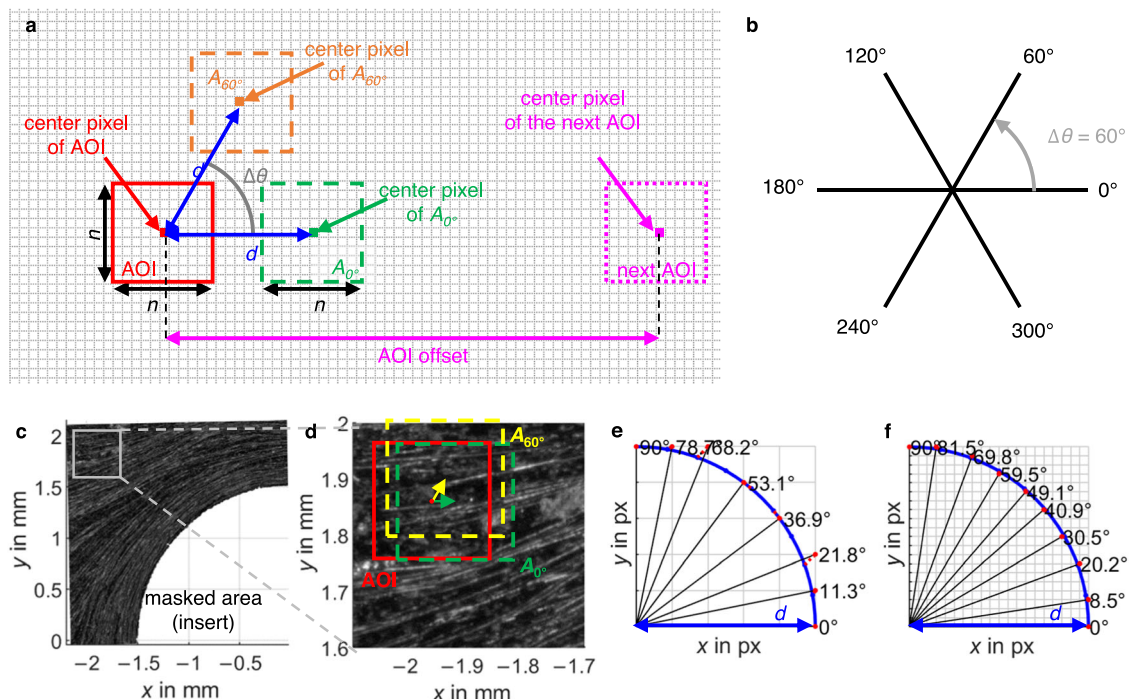 a
center pixel
of A60°
A60°
center pixel
of AOI
center pixel
of the next AOI
d
Δθ
center pixel
of A0°
n
d
AOI
A0°
next AOI
n
n
AOI offset
b
120°
60°
Δθ = 60°
180°
0°
240°
300°
c
2
1.5
1
0.5
0
y in mm
masked area
(insert)
−2
−1.5
−1
−0.5
x in mm
d
2
1.9
1.8
1.7
1.6
y in mm
A60°
AOI
A0°
−2
−1.9
−1.8
−1.7
x in mm
e
90°
78.7°
68.2°
53.1°
36.9°
21.8°
11.3°
0°
d
y in px
x in px
f
90°
81.5°
69.8°
59.5°
49.1°
40.9°
30.5°
20.2°
8.5°
0°
d
y in px
x in px